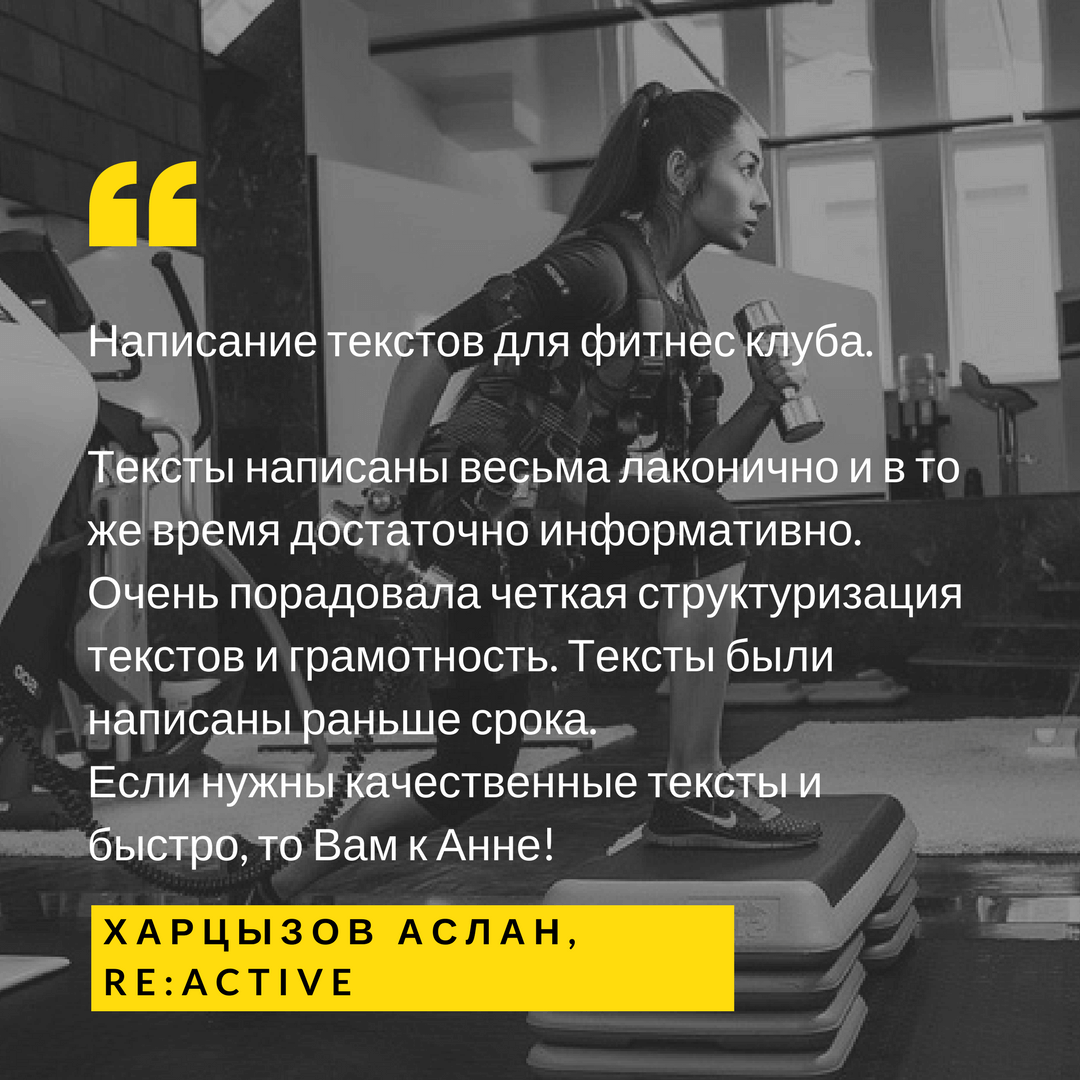 “
Написание текстов для фитнес клуба.
Тексты написаны весьма лаконично и в то
же время достаточно информативно.
Очень порадовала четкая структуризация
текстов и грамотность. Тексты были
написаны раньше срока.
Если нужны качественные тексты и
быстро, то Вам к Анне!
ХАРЦЫЗОВ АСЛАН,
RE:ACTIVE